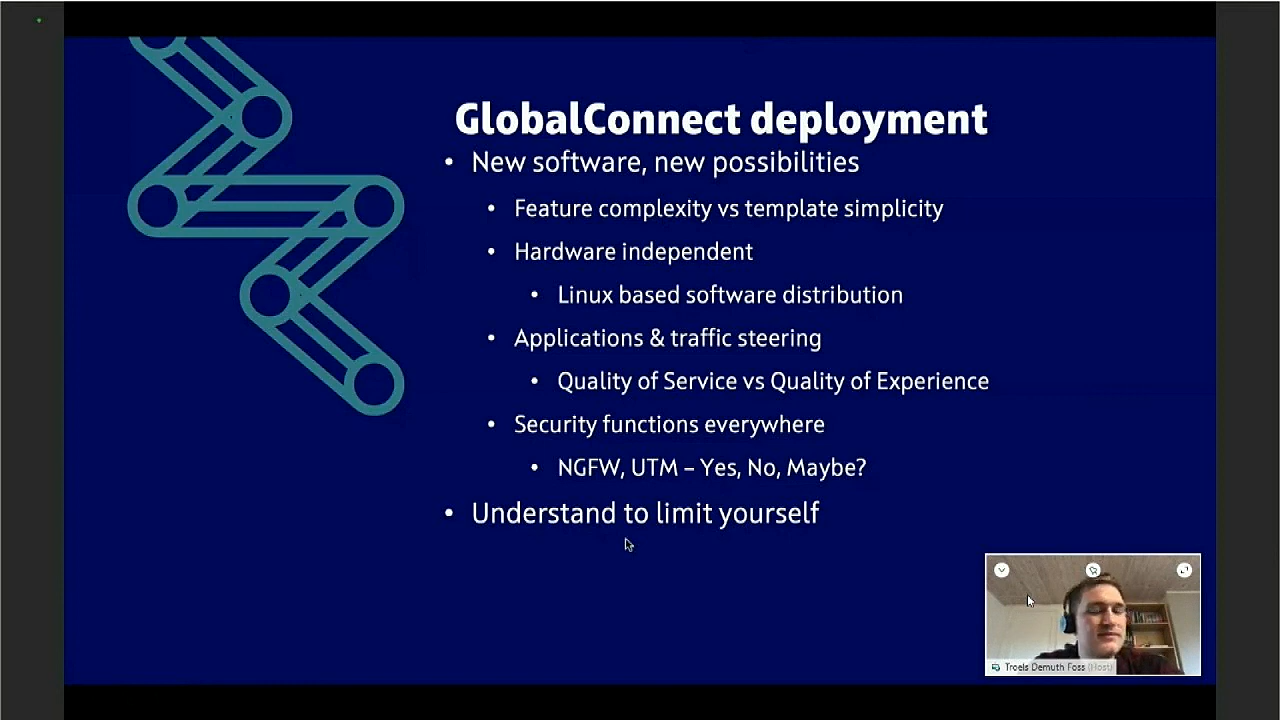 GlobalConnect deployment
• New software, new possibilities
• Feature complexity vs template simplicity
• Hardware independent
• Linux based software distribution
• Applications & traffic steering
• Quality of Service vs Quality of Experience
• Security functions everywhere
• NGFW, UTM – Yes, No, Maybe?
• Understand to limit yourself
Troels Demuth Foss (Host)